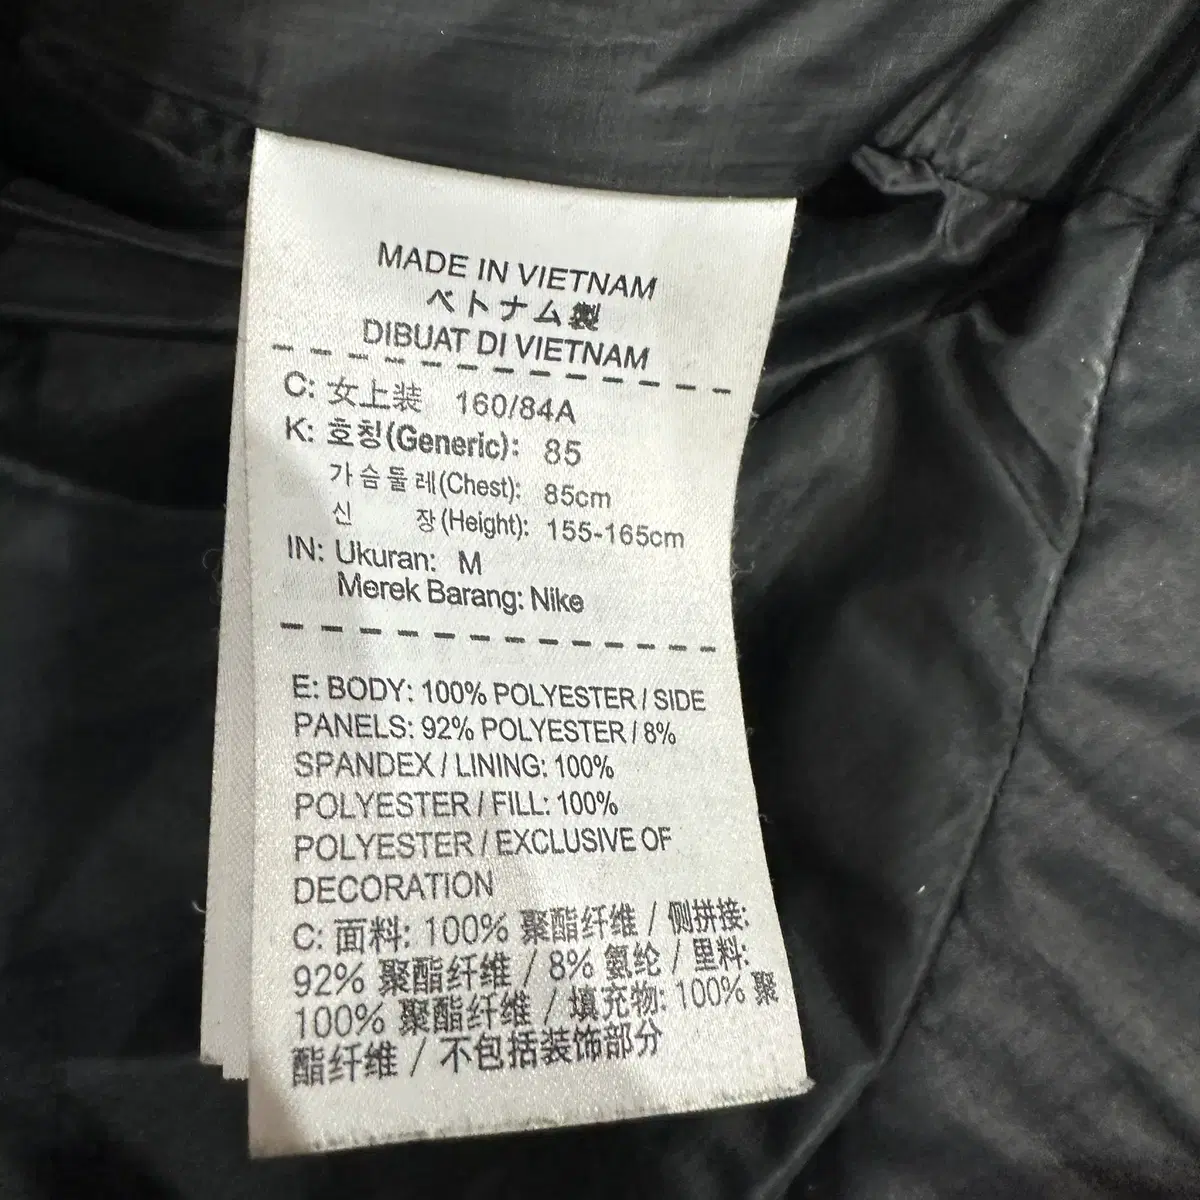 MADE IN VIETNAM
ベトナム製
DIBUAT DI VIETNAM
C: 女上装 160/84A
K: 호칭(Generic): 85
가슴둘레(Chest): 85cm
신 장(Height): 155-165cm
IN: Ukuran: M
Merek Barang: Nike
E: BODY: 100% POLYESTER / SIDE
PANELS: 92% POLYESTER / 8%
SPANDEX / LINING: 100%
POLYESTER / FILL: 100%
POLYESTER / EXCLUSIVE OF
DECORATION
C: 面料: 100% 聚酯纤维 / 侧拼接:
92% 聚酯纤维 / 8% 氨纶 / 里料:
100% 聚酯纤维 / 填充物: 100% 聚
酯纤维 / 不包括装饰部分